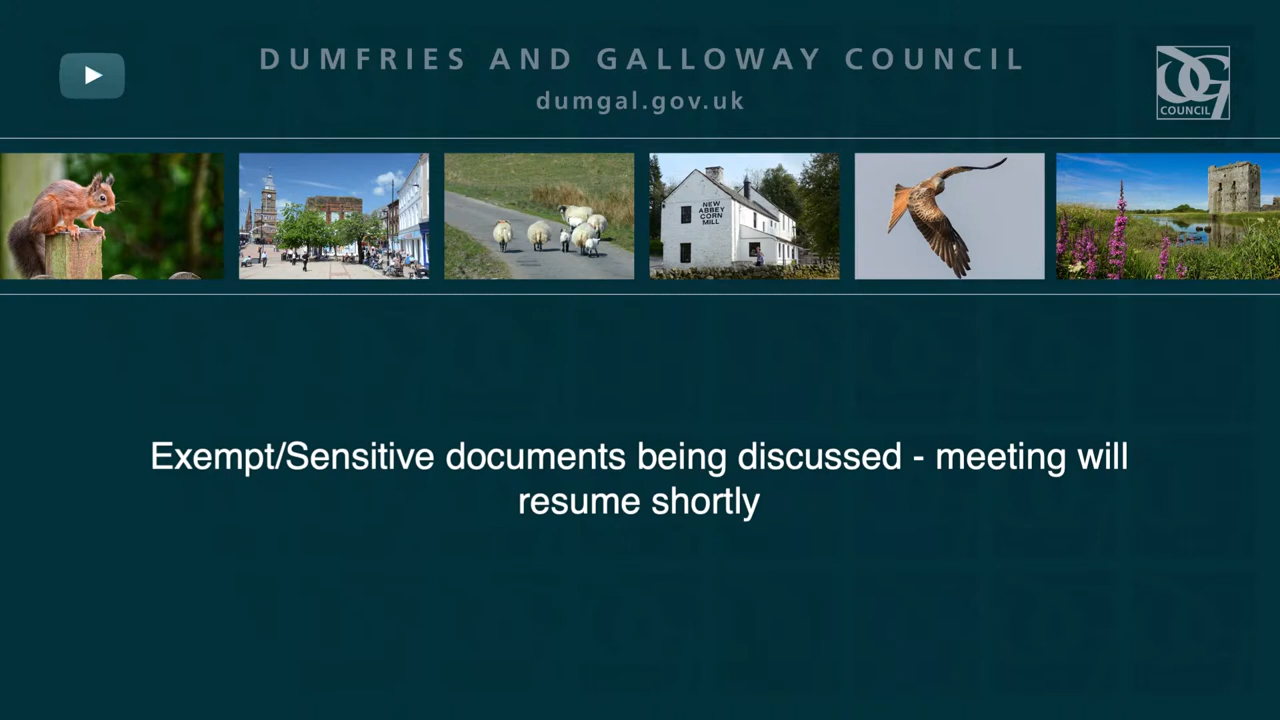 DUMFRIES AND GALLOWAY COUNCIL
dumgal.gov.uk
DG
COUNCIL
NEW
ABBEY
CORN
MILL
Exempt/Sensitive documents being discussed - meeting will
resume shortly